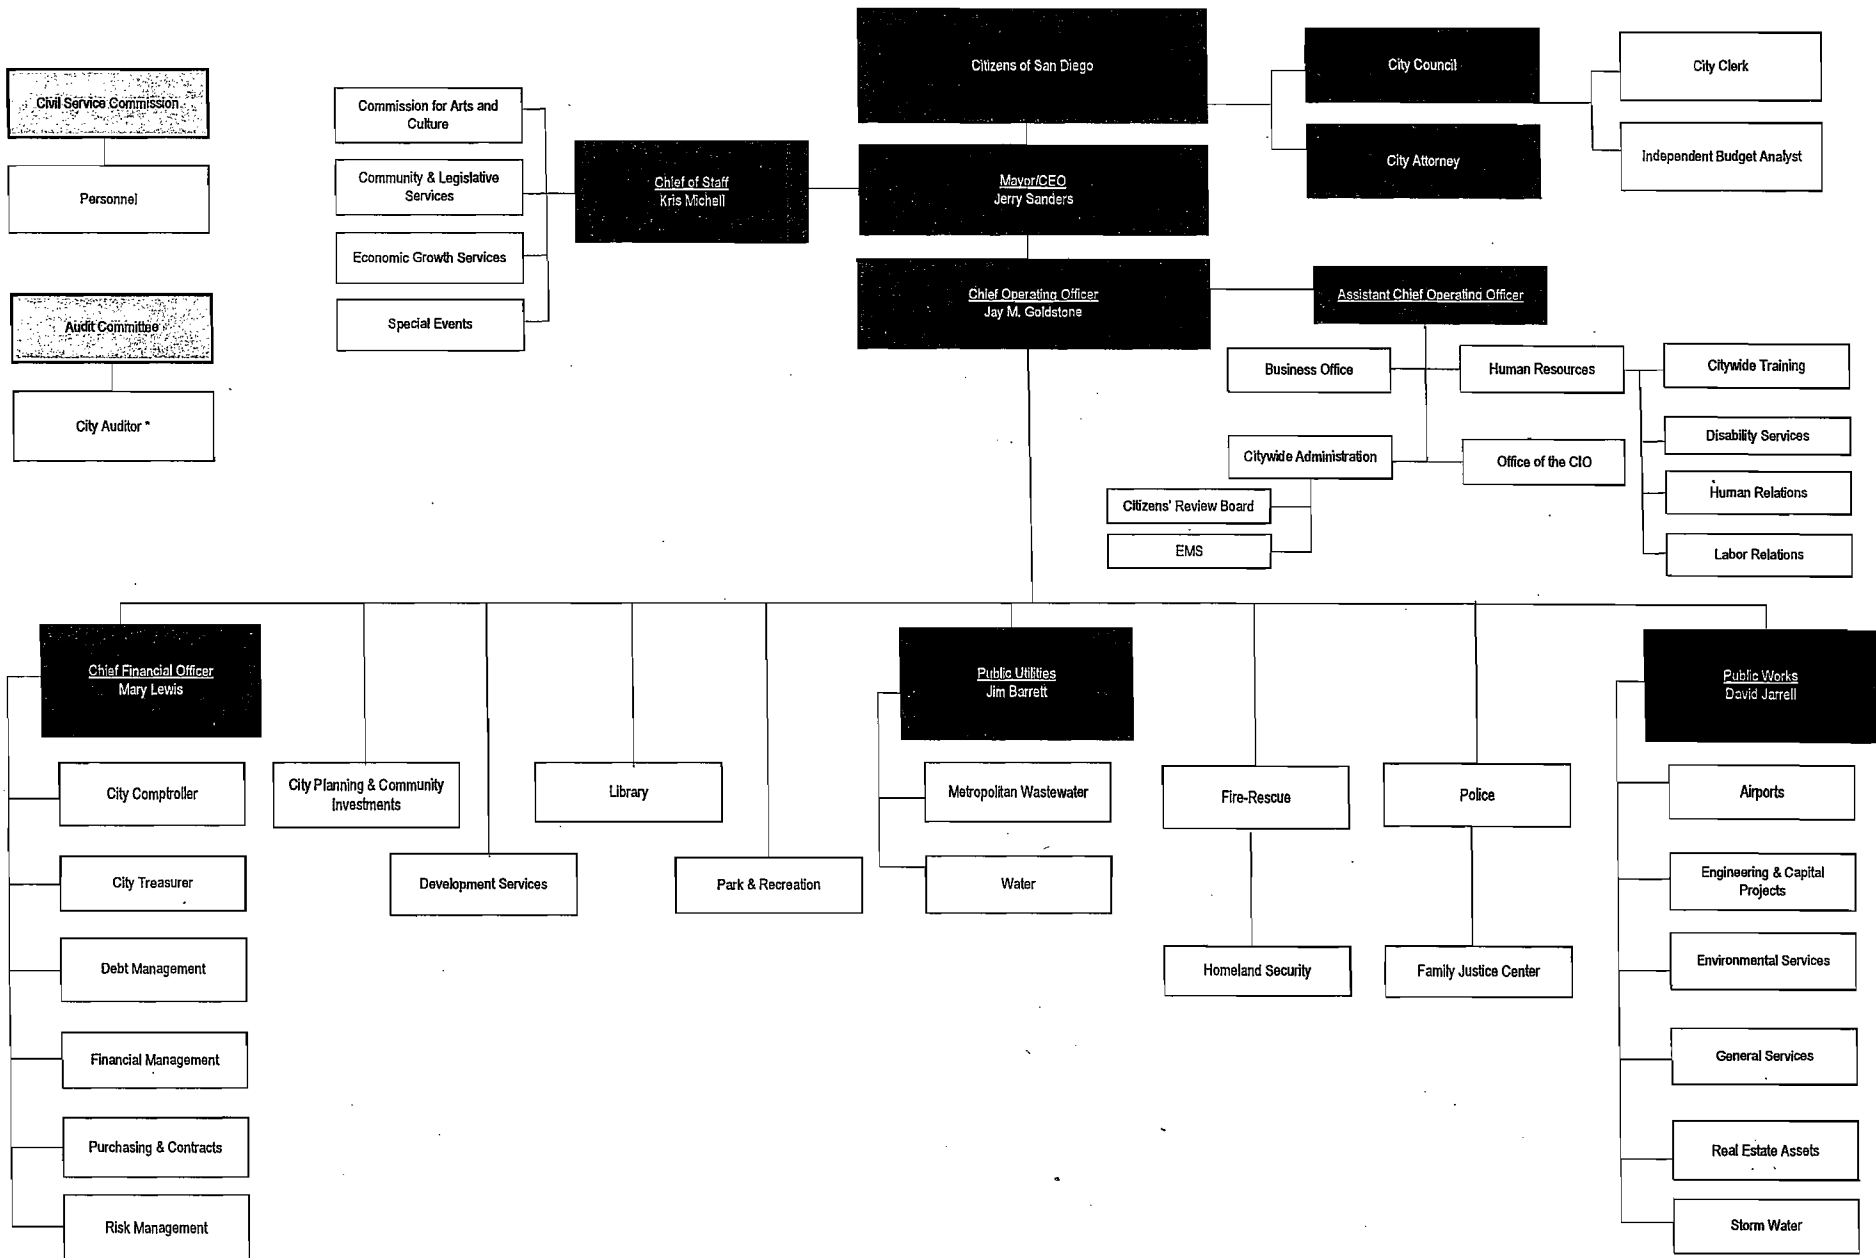 Citizens of San Diego
City Council
City Clerk
City Attorney
Independent Budget Analyst
Civil Service Commission
Personnel
Audit Committee
City Auditor *
Commission for Arts and
Culture
Community & Legislative
Services
Economic Growth Services
Special Events
Chief of Staff
Kris Michell
Mayor/CEO
Jerry Sanders
Chief Operating Officer
Jay M. Goldstone
Assistant Chief Operating Officer
Business Office
Human Resources
Citywide Training
Disability Services
Human Relations
Labor Relations
Citywide Administration
Office of the CIO
Citizens' Review Board
EMS
Chief Financial Officer
Mary Lewis
City Comptroller
City Treasurer
Debt Management
Financial Management
Purchasing & Contracts
Risk Management
City Planning & Community
Investments
Development Services
Library
Park & Recreation
Public Utilities
Jim Barrett
Metropolitan Wastewater
Water
Fire-Rescue
Homeland Security
Police
Family Justice Center
Public Works
David Jarrell
Airports
Engineering & Capital
Projects
Environmental Services
General Services
Real Estate Assets
Storm Water